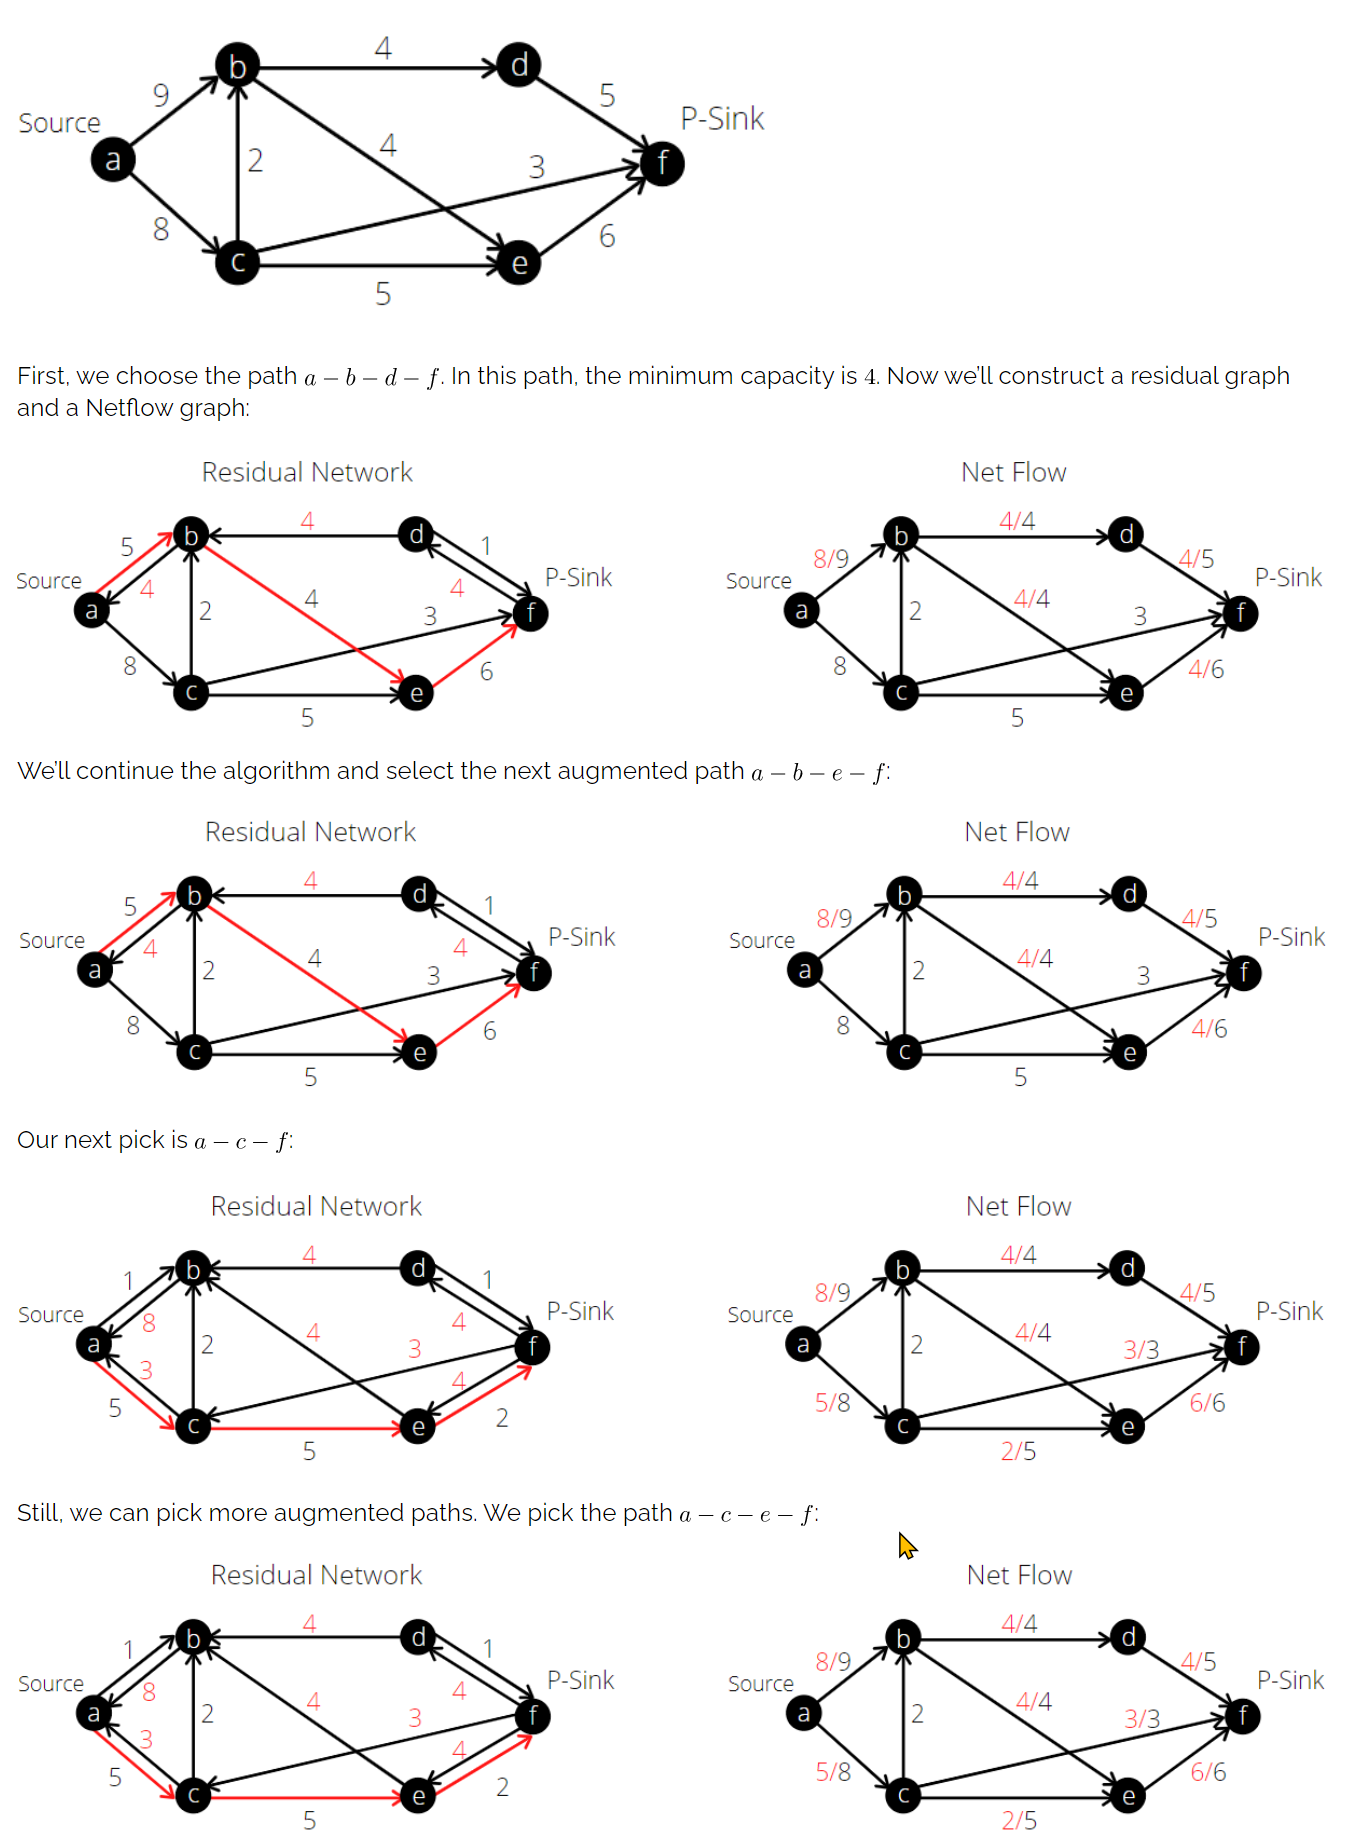 4
b
d
9
5
Source
P-Sink
4
a
2
3
f
8
6
c
e
5
First, we choose the path a – b – d – f. In this path, the minimum capacity is 4. Now we'll construct a residual graph
and a Netflow graph:
Residual Network
Net Flow
4
4/4
b
d
b
d
5
1
8/9
4/5
Source
P-Sink
Source
P-Sink
4
4
4
4/4
a
2
3
f
a
2
3
f
8
6
8
4/6
c
e
c
e
5
5
We'll continue the algorithm and select the next augmented path a – b – e – f:
Residual Network
Net Flow
4
4/4
b
d
b
d
5
1
8/9
4/5
Source
P-Sink
Source
P-Sink
4
4
4
4/4
a
2
3
f
a
2
3
f
8
6
8
4/6
c
e
c
e
5
5
Our next pick is a – c – f:
Residual Network
Net Flow
4
4/4
b
d
b
d
1
1
8/9
4/5
Source
P-Sink
Source
P-Sink
8
4
4
4/4
a
2
3
f
a
2
3/3
f
3
4
5
2
5/8
6/6
c
e
c
e
5
2/5
Still, we can pick more augmented paths. We pick the path a – c – e – f:
Residual Network
Net Flow
4
4/4
b
d
b
d
1
1
8/9
4/5
Source
P-Sink
Source
P-Sink
8
4
4
4/4
a
2
3
f
a
2
3/3
f
3
4
5
2
5/8
6/6
c
e
c
e
5
2/5